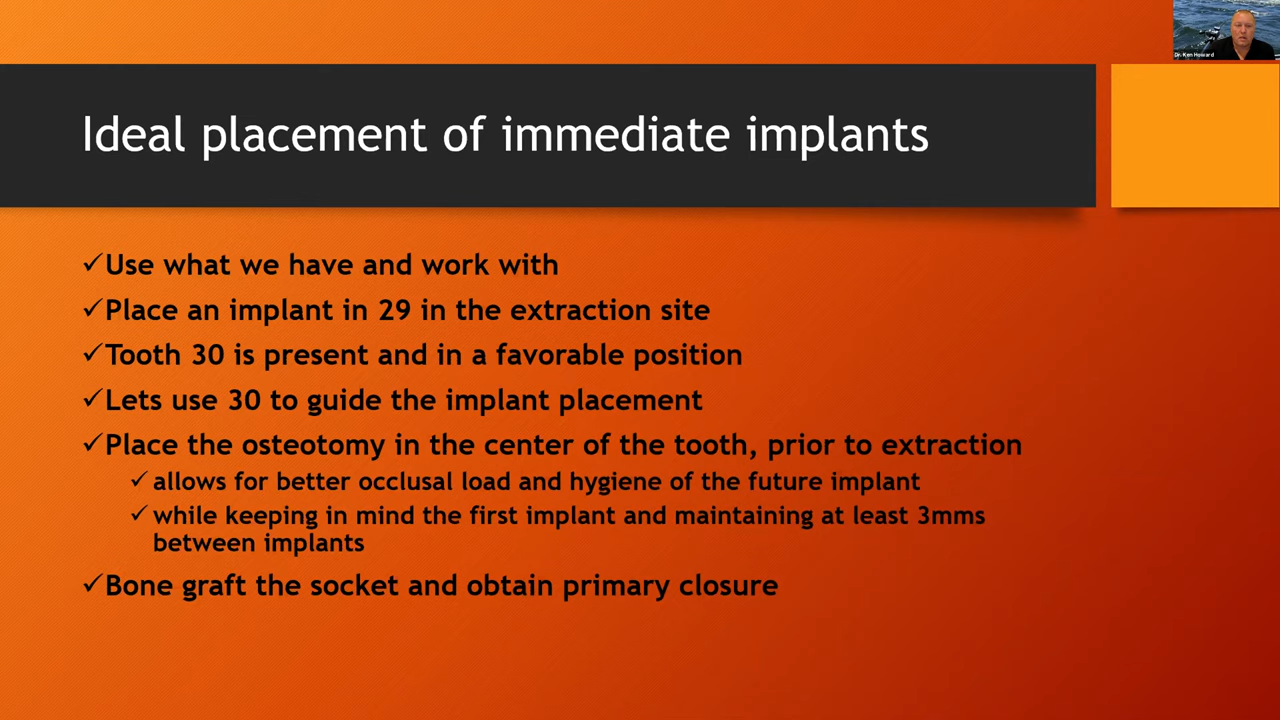 Dr. Ken Howard
Ideal placement of immediate implants
✓Use what we have and work with
✓Place an implant in 29 in the extraction site
✓Tooth 30 is present and in a favorable position
✓Lets use 30 to guide the implant placement
✓Place the osteotomy in the center of the tooth, prior to extraction
✓allows for better occlusal load and hygiene of the future implant
✓while keeping in mind the first implant and maintaining at least 3mms
between implants
✓Bone graft the socket and obtain primary closure